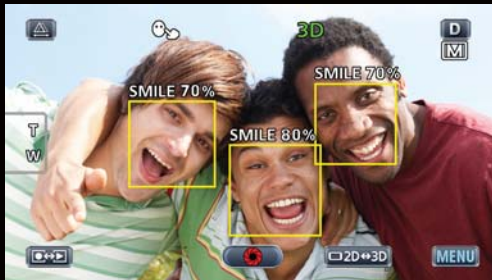 3D
D
M
SMILE 70%
SMILE 70%
SMILE 80%
T
W
2D↔3D
MENU